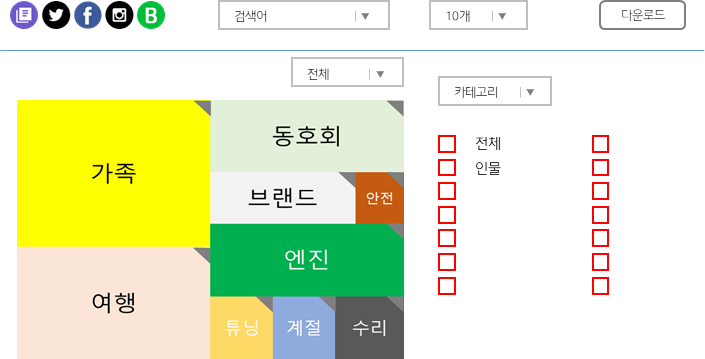 검색어 ▼
10개 ▼
다운로드
전체 ▼
카테고리 ▼
가족
동호회
브랜드
안전
엔진
여행
튜닝
계절
수리
전체
인물